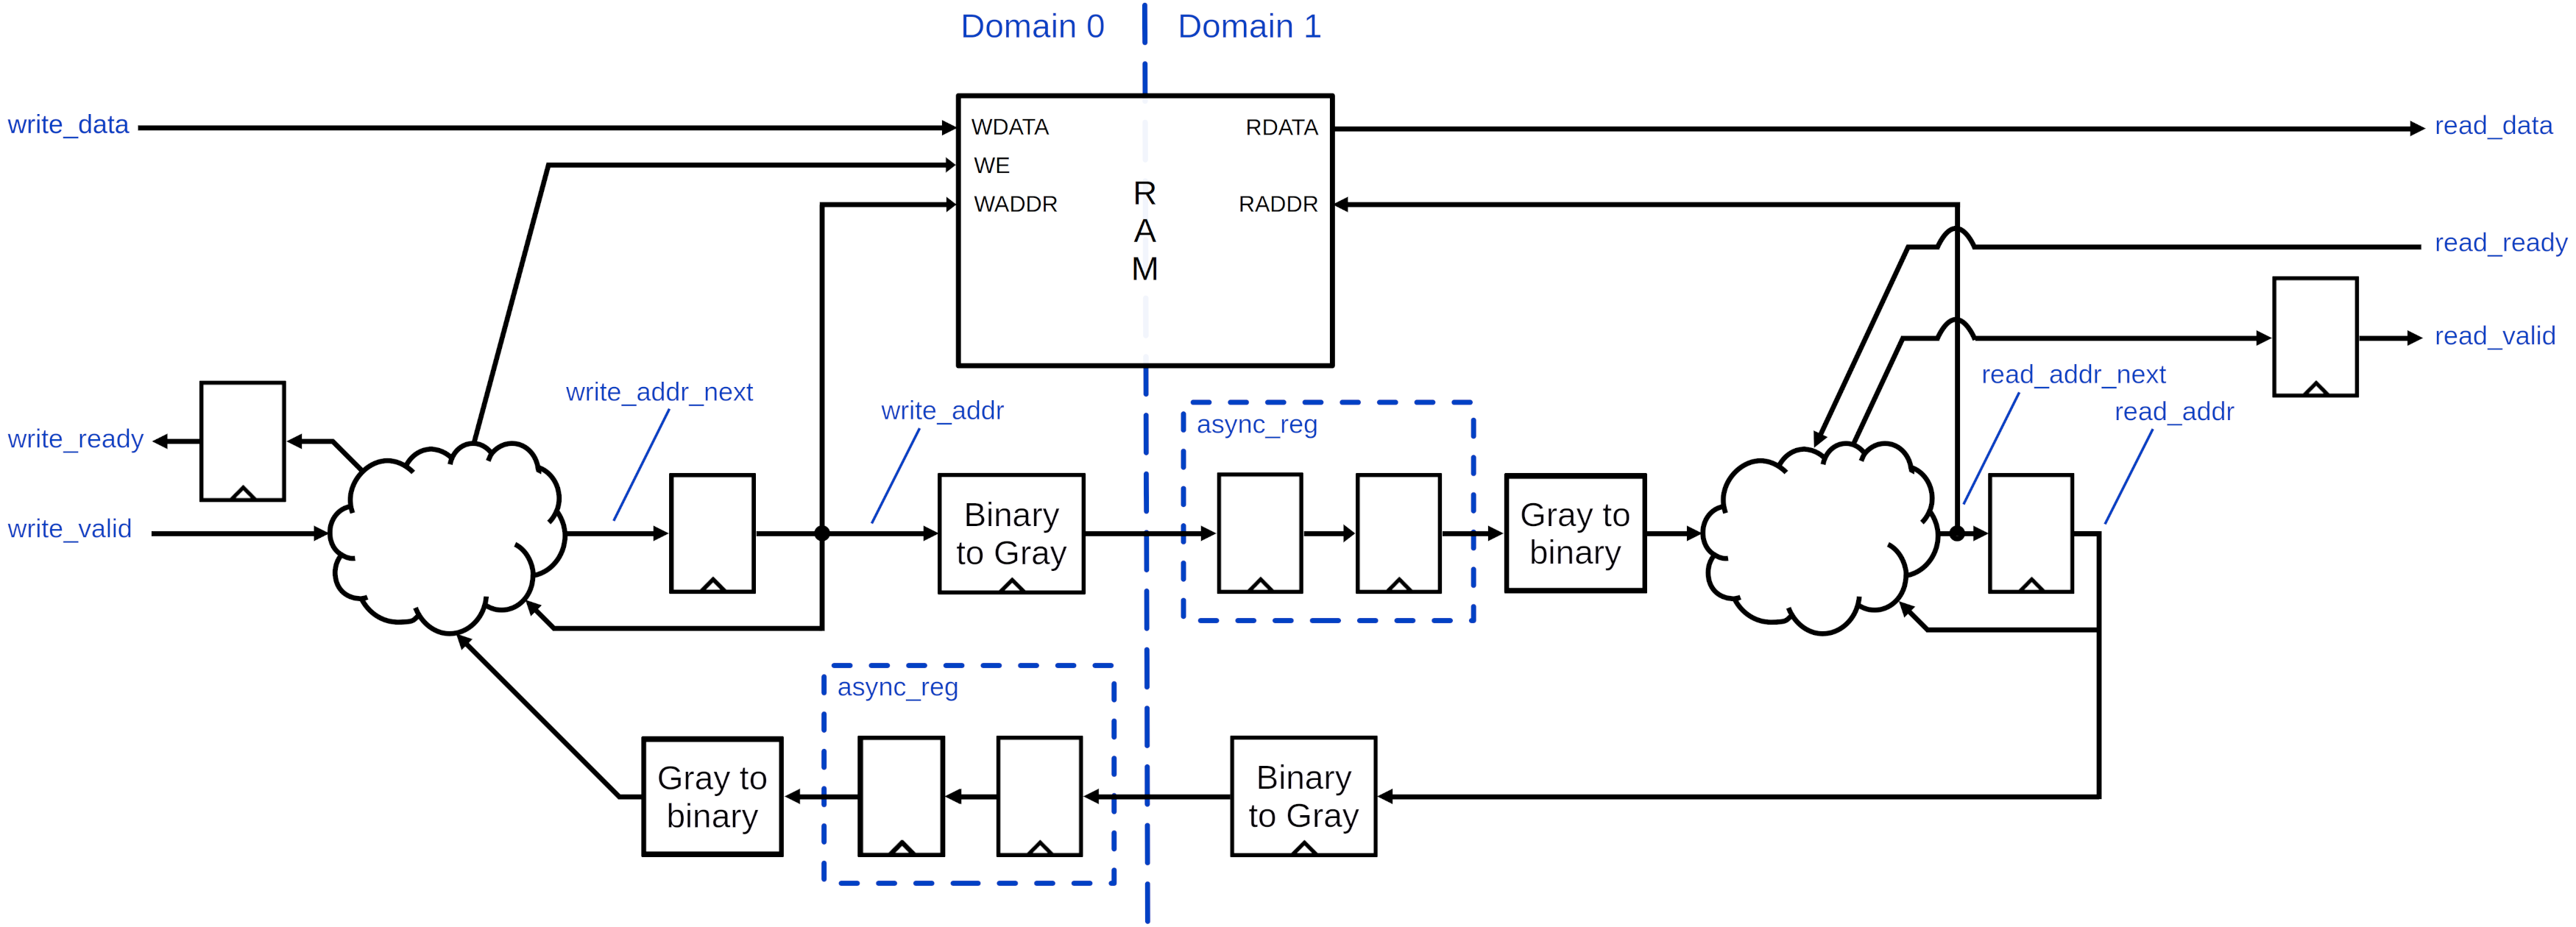 Domain 0
Domain 1
write_data
WDATA
RDATA
read_data
WE
WADDR
RADDR
R
A
M
read_ready
read_valid
write_addr_next
write_addr
async_reg
read_addr_next
read_addr
write_ready
write_valid
Binary
to Gray
Gray to
binary
async_reg
Gray to
binary
Binary
to Gray